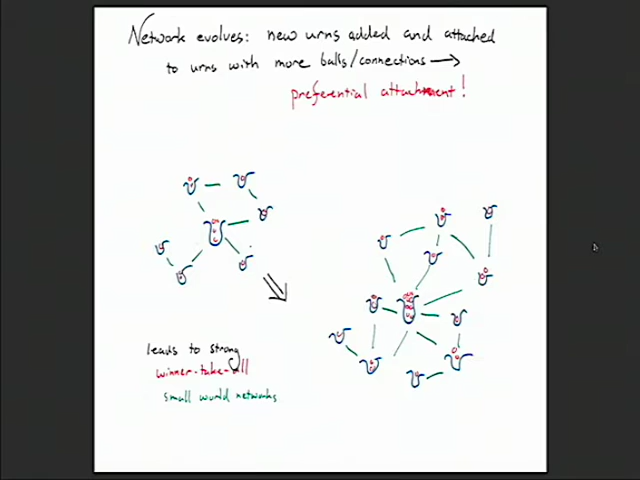 Network evolves: new urns added and attached
to urns with more balls/connections →
preferential attachment!
leads to strong
winner-take-all
small world networks